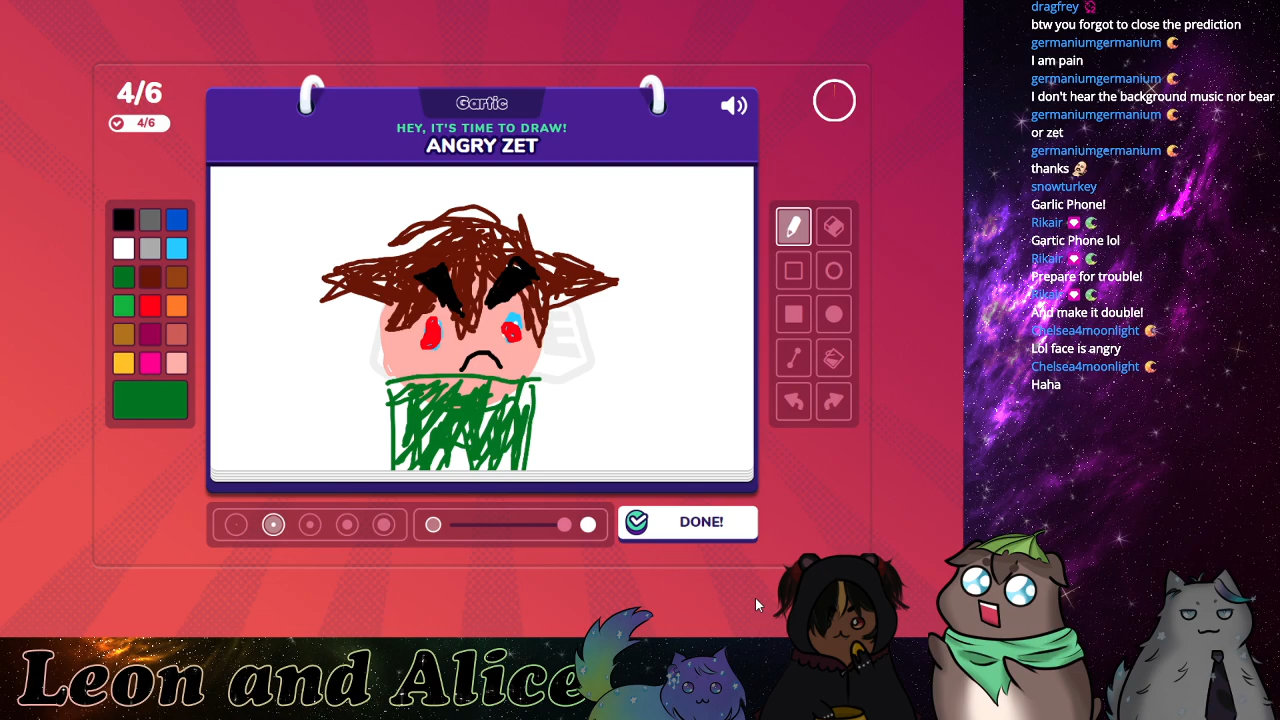 4/6
4/6
Gartic
HEY, IT'S TIME TO DRAW!
ANGRY ZET
DONE!
dragfrey
btw you forgot to close the prediction
germaniumgermanium
I am pain
germaniumgermanium
I don't hear the background music nor bear
germaniumgermanium
or zet
germaniumgermanium
thanks
snowturkey
Garlic Phone!
Rikair
Gartic Phone lol
Rikair
Prepare for trouble!
Rikair
And make it double!
Chelsea4moonlight
Lol face is angry
Chelsea4moonlight
Haha
Leon and Alice